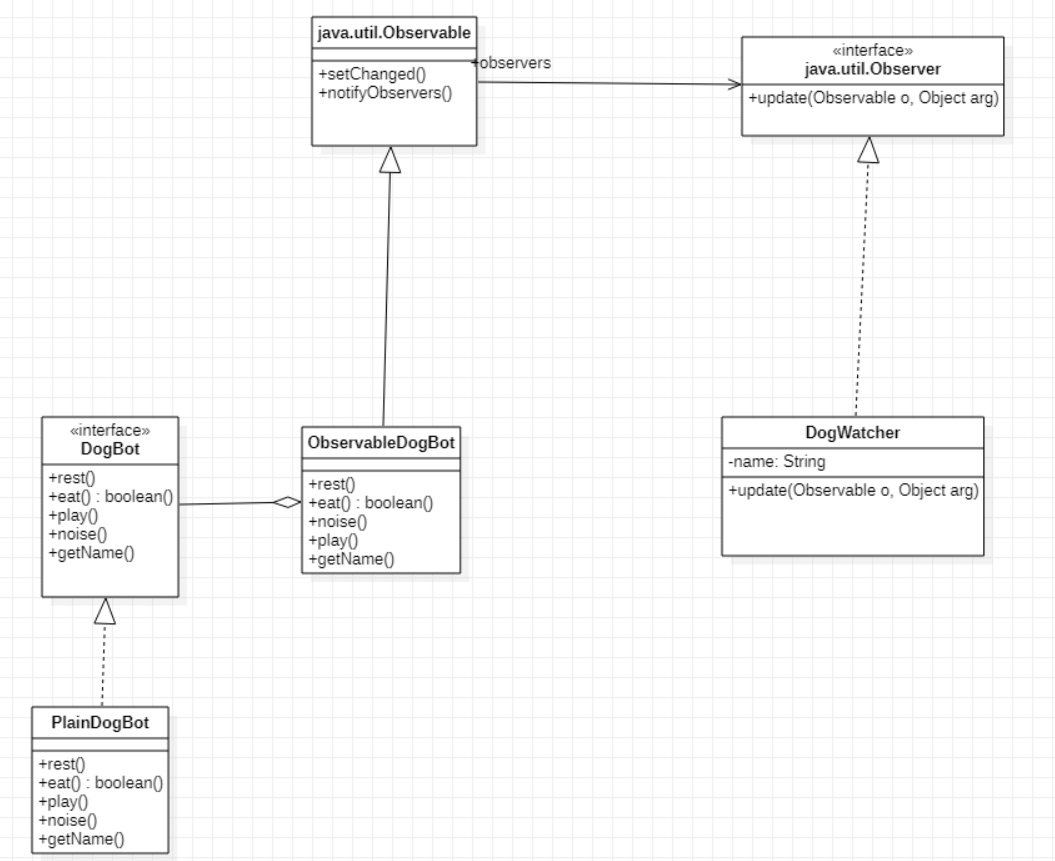 java.util.Observable
+setChanged()
+notifyObservers()
+observers
«interface»
java.util.Observer
+update(Observable o, Object arg)
«interface»
DogBot
+rest()
+eat() : boolean()
+play()
+noise()
+getName()
ObservableDogBot
+rest()
+eat() : boolean()
+noise()
+play()
+getName()
DogWatcher
-name: String
+update(Observable o, Object arg)
PlainDogBot
+rest()
+eat() : boolean()
+play()
+noise()
+getName()